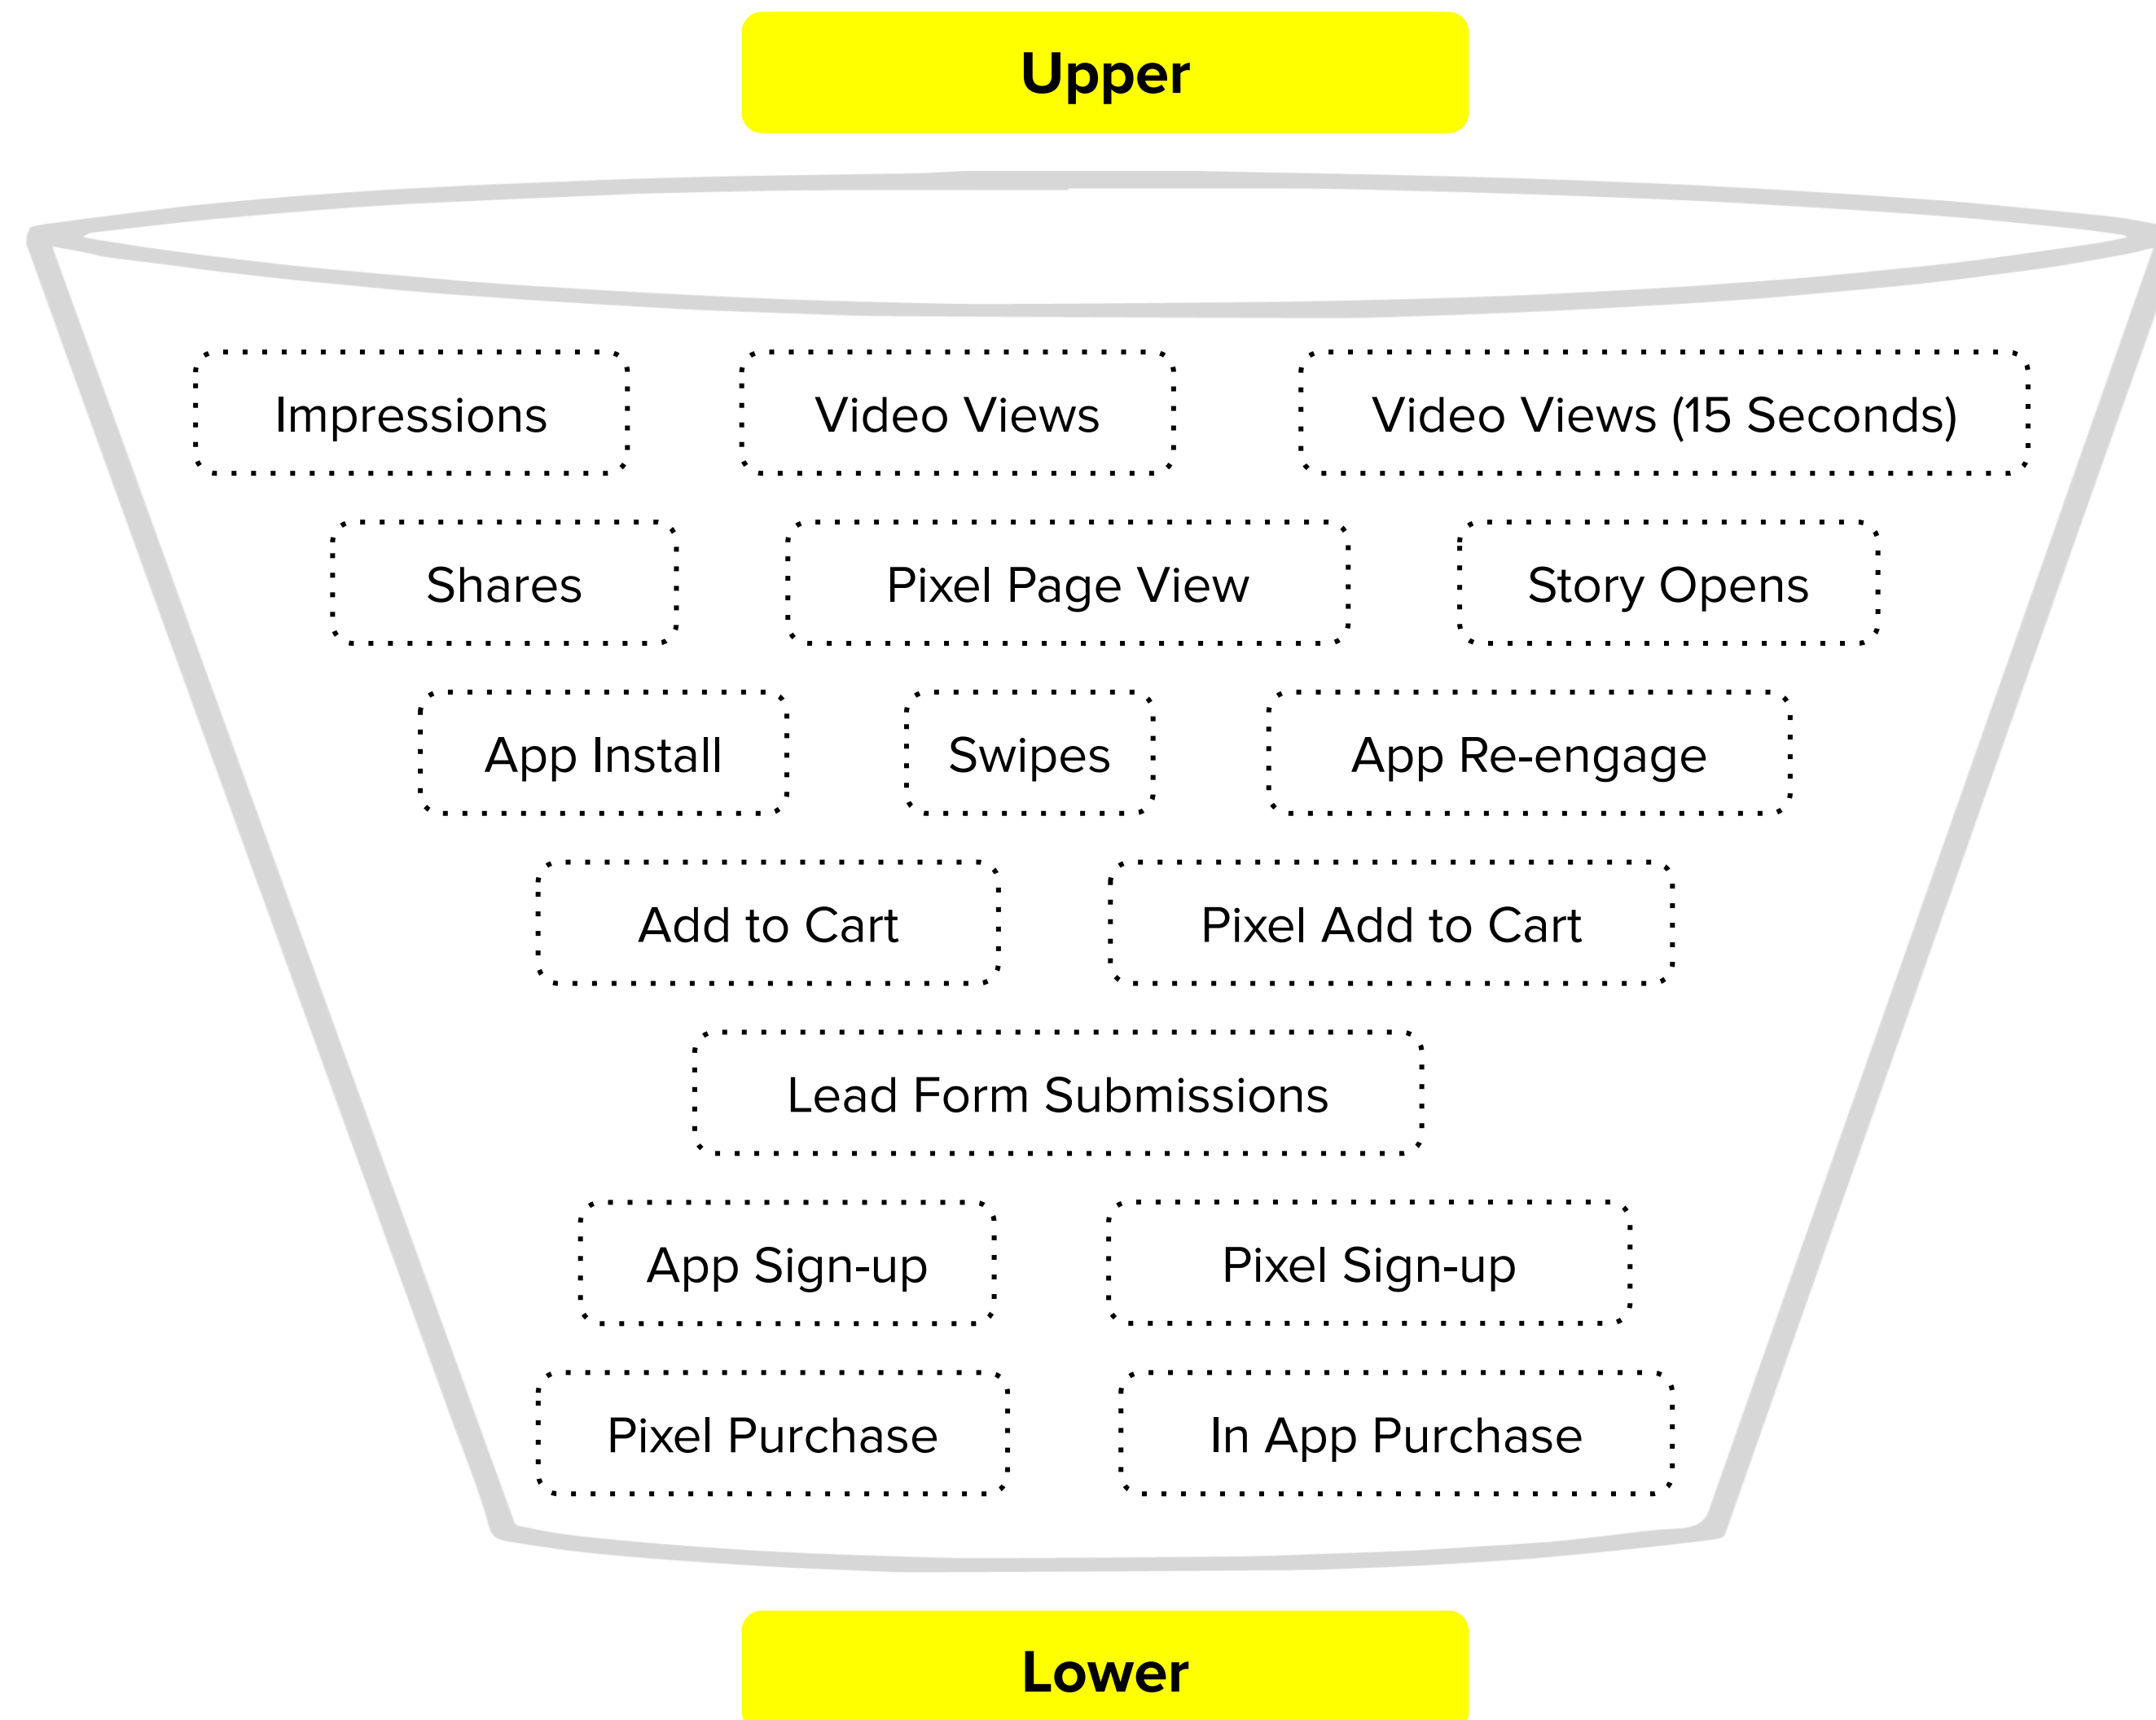 Upper
Impressions
Video Views
Video Views (15 Seconds)
Shares
Pixel Page View
Story Opens
App Install
Swipes
App Re-engage
Add to Cart
Pixel Add to Cart
Lead Form Submissions
App Sign-up
Pixel Sign-up
Pixel Purchase
In App Purchase
Lower